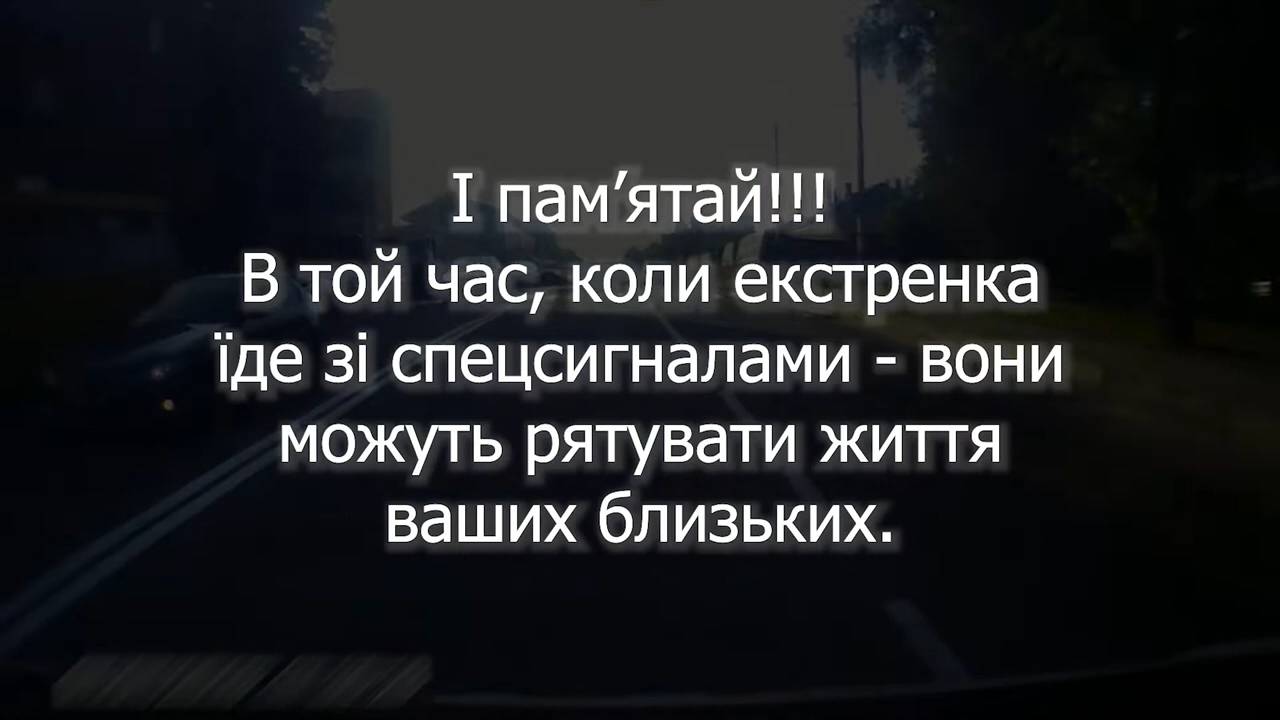 І пам’ятай!!!
В той час, коли екстренка
їде зі спецсигналами - вони
можуть рятувати життя
ваших близьких.